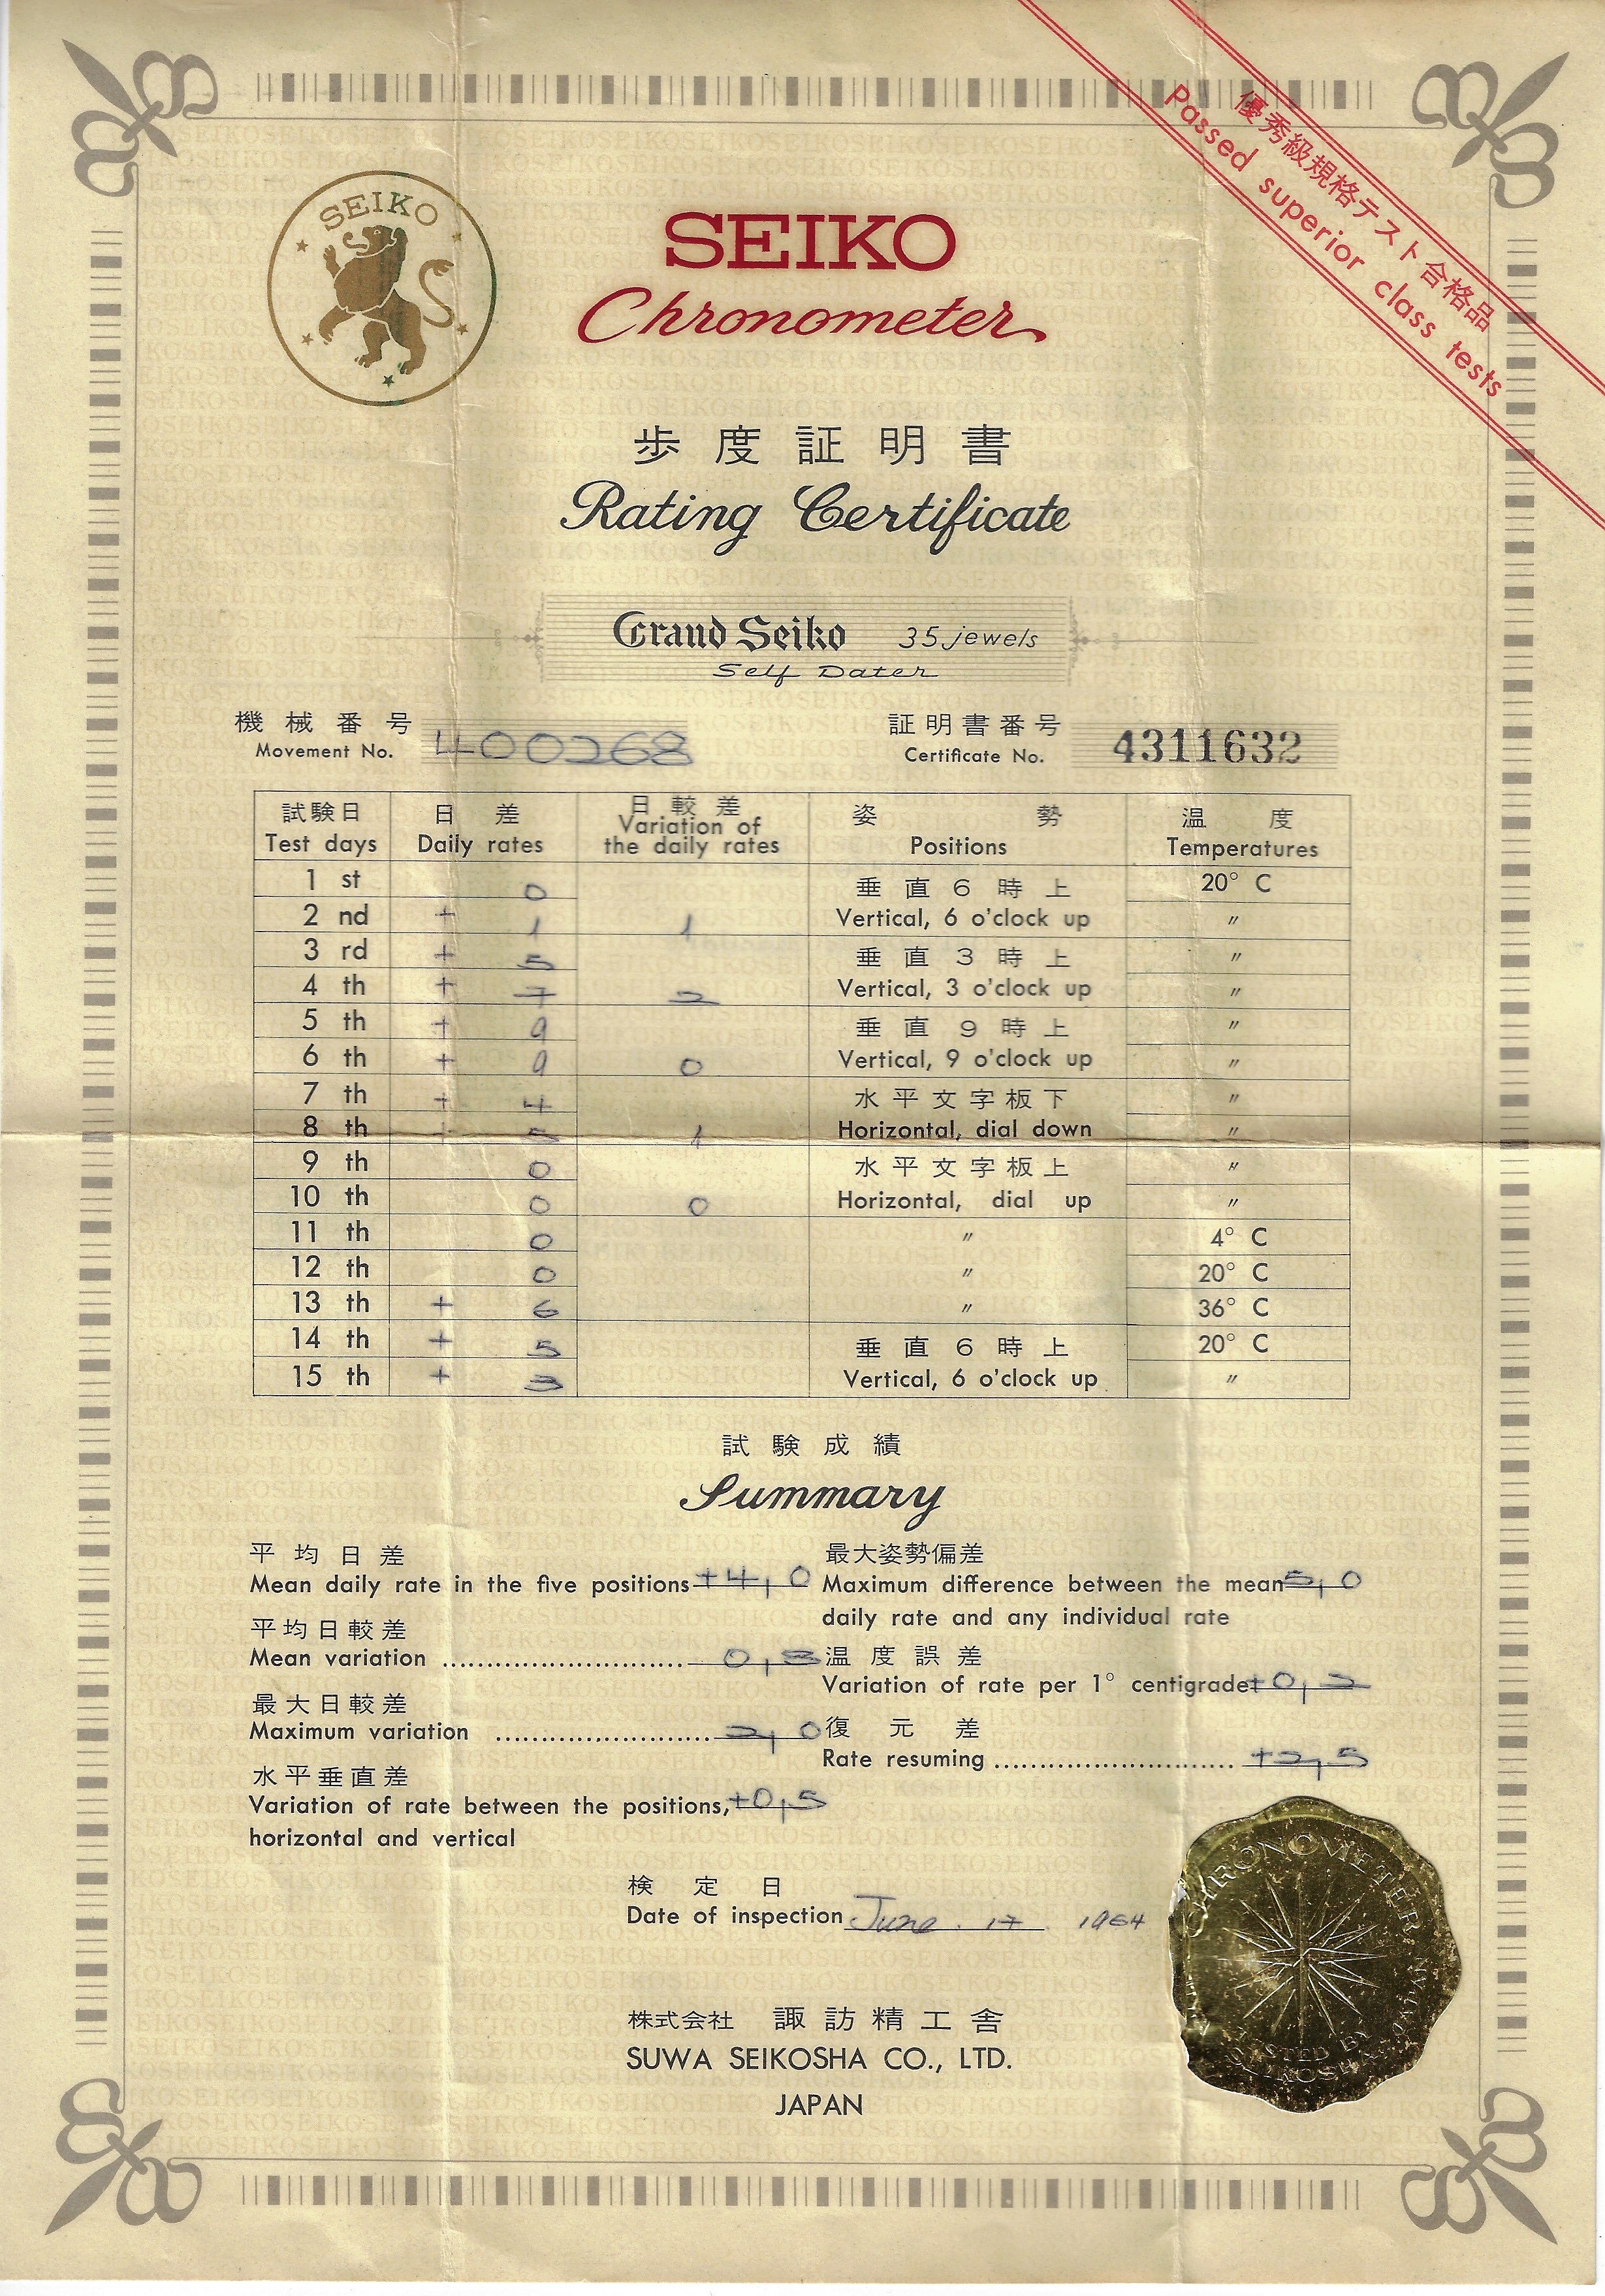 優秀級規格テスト合格品
Passed superior class tests
SEIKO
SEIKO
Chronometer
歩度証明書
Rating Certificate
Grand Seiko 35 jewels
Self Dater
機械番号 証明書番号
Movement No. 400268 Certificate No. 4311632
試験日 日差 日較差 姿勢 温度
Test days Daily rates Variation of the daily rates Positions Temperatures
1 st 0 垂直6時上 20° C
2 nd + 1 1 Vertical, 6 o'clock up 〃
3 rd + 5 垂直3時上 〃
4 th + 7 2 Vertical, 3 o'clock up 〃
5 th + 9 垂直9時上 〃
6 th + 9 0 Vertical, 9 o'clock up 〃
7 th + 4 水平文字板下 〃
8 th + 5 1 Horizontal, dial down 〃
9 th 0 水平文字板上 〃
10 th 0 0 Horizontal, dial up 〃
11 th 0 〃 4° C
12 th 0 〃 20° C
13 th + 6 〃 36° C
14 th + 5 垂直6時上 20° C
15 th + 3 Vertical, 6 o'clock up 〃
試験成績
Summary
平均日差
Mean daily rate in the five positions +4,0
平均日較差
Mean variation 0,8
最大日較差
Maximum variation 2,0
水平垂直差
Variation of rate between the positions, +0,5
horizontal and vertical
最大姿勢偏差
Maximum difference between the mean 5,0
daily rate and any individual rate
温度誤差
Variation of rate per 1° centigrade +0,2
復元差
Rate resuming +2,5
検定日
Date of inspection June. 17 1964
株式会社 諏訪精工舎
SUWA SEIKOSHA CO., LTD.
JAPAN
CHRONOMETER